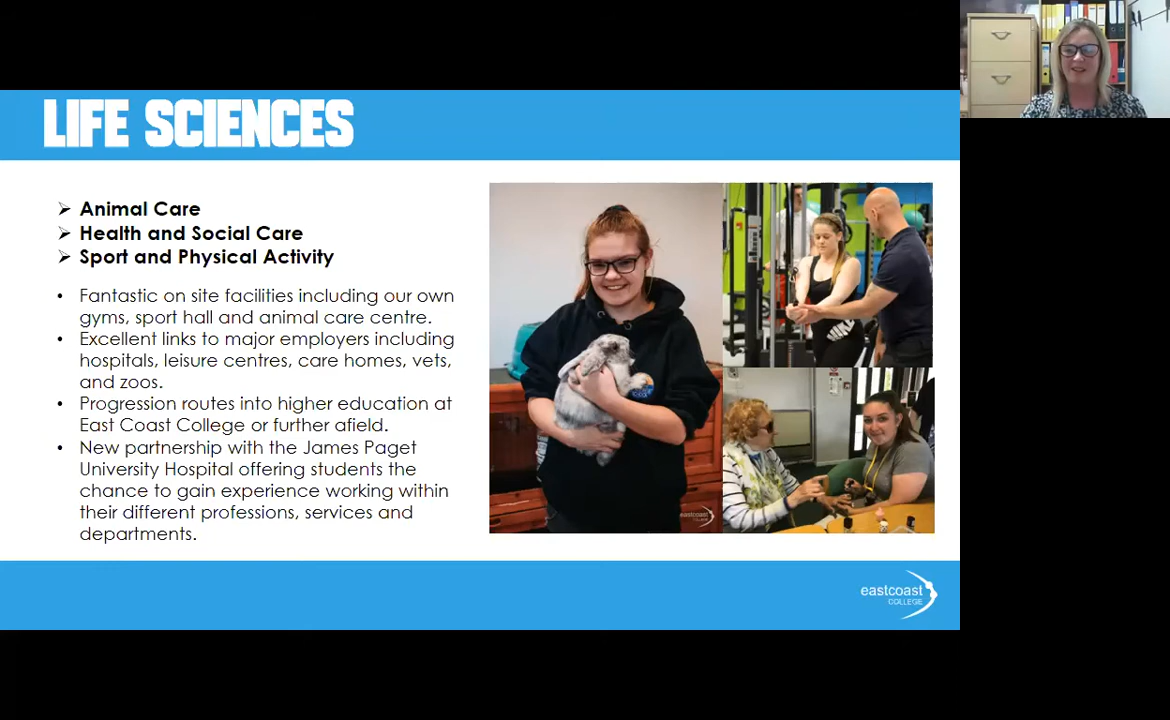 LIFE SCIENCES
Animal Care
Health and Social Care
Sport and Physical Activity
Fantastic on site facilities including our own
gyms, sport hall and animal care centre.
Excellent links to major employers including
hospitals, leisure centres, care homes, vets,
and zoos.
Progression routes into higher education at
East Coast College or further afield.
New partnership with the James Paget
University Hospital offering students the
chance to gain experience working within
their different professions, services and
departments.
eastcoast
COLLEGE
eastcoast
COLLEGE